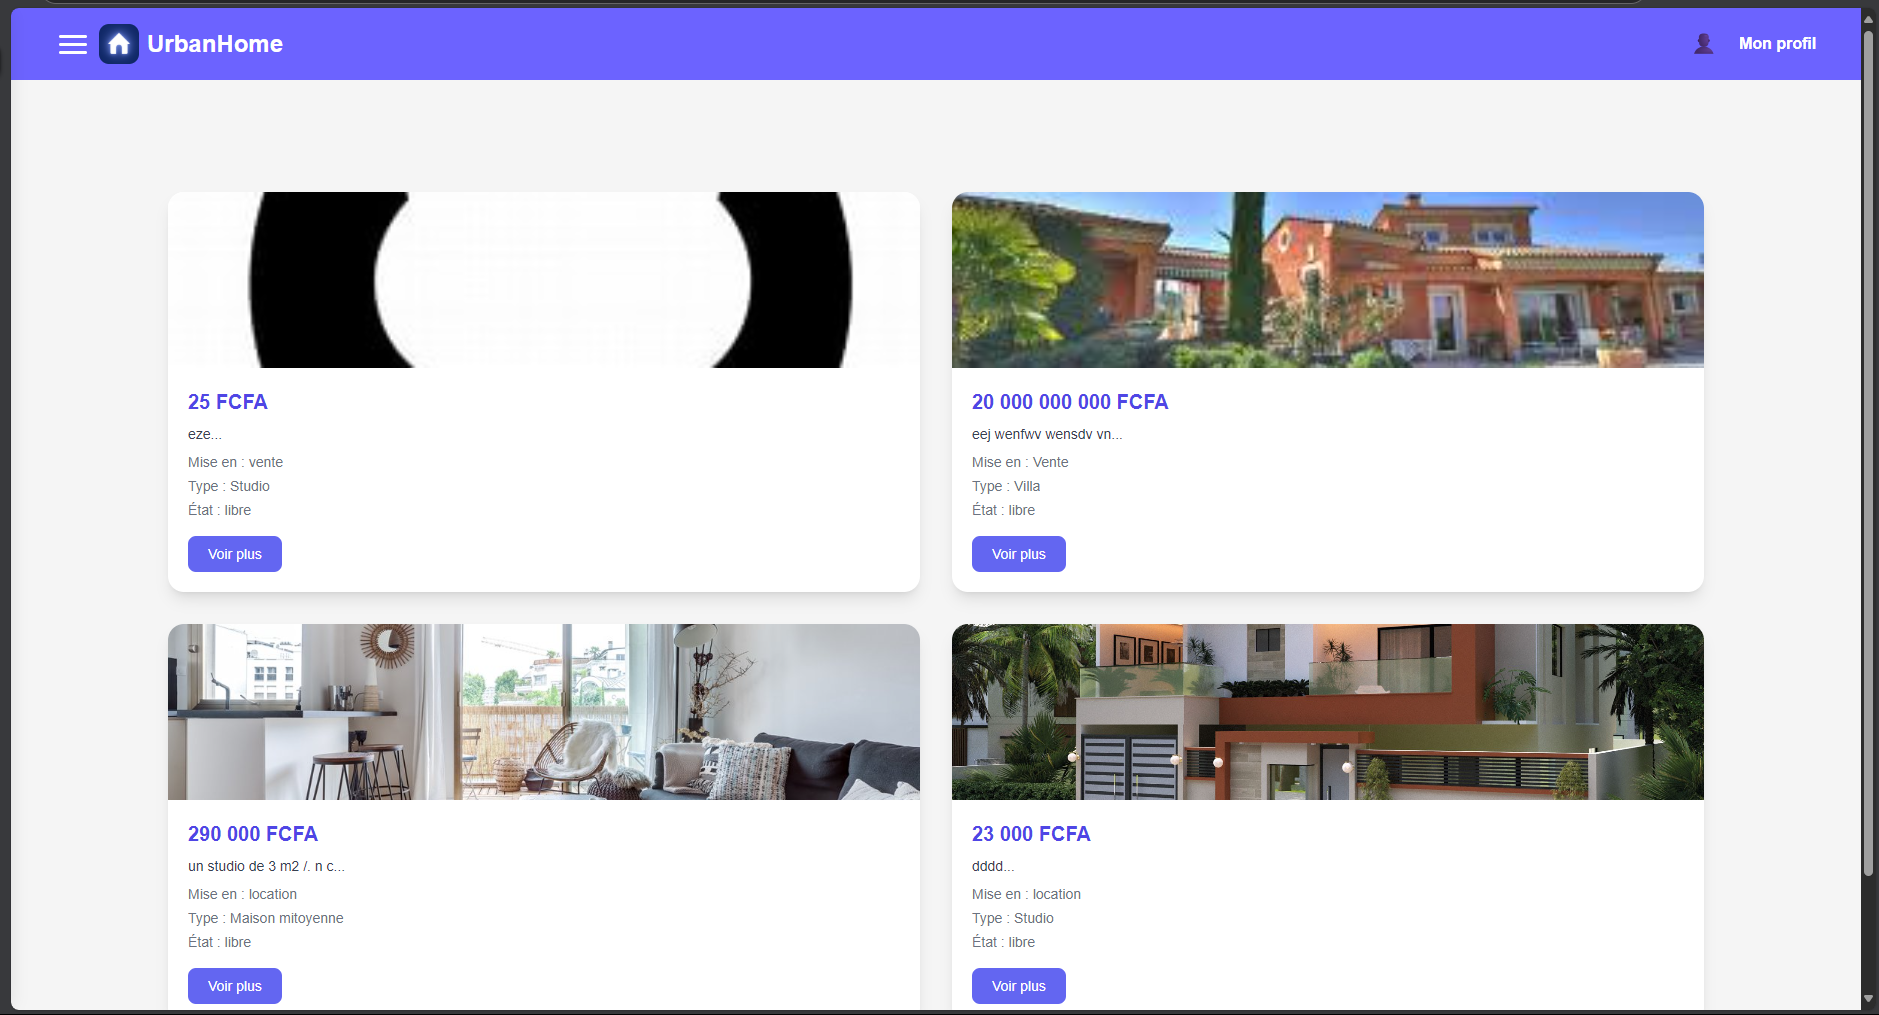 UrbanHome
Mon profil
25 FCFA
eze...
Mise en : vente
Type : Studio
État : libre
Voir plus
20 000 000 000 FCFA
eej wenfwv wensdv vn...
Mise en : Vente
Type : Villa
État : libre
Voir plus
290 000 FCFA
un studio de 3 m2 /. n c...
Mise en : location
Type : Maison mitoyenne
État : libre
Voir plus
23 000 FCFA
dddd...
Mise en : location
Type : Studio
État : libre
Voir plus